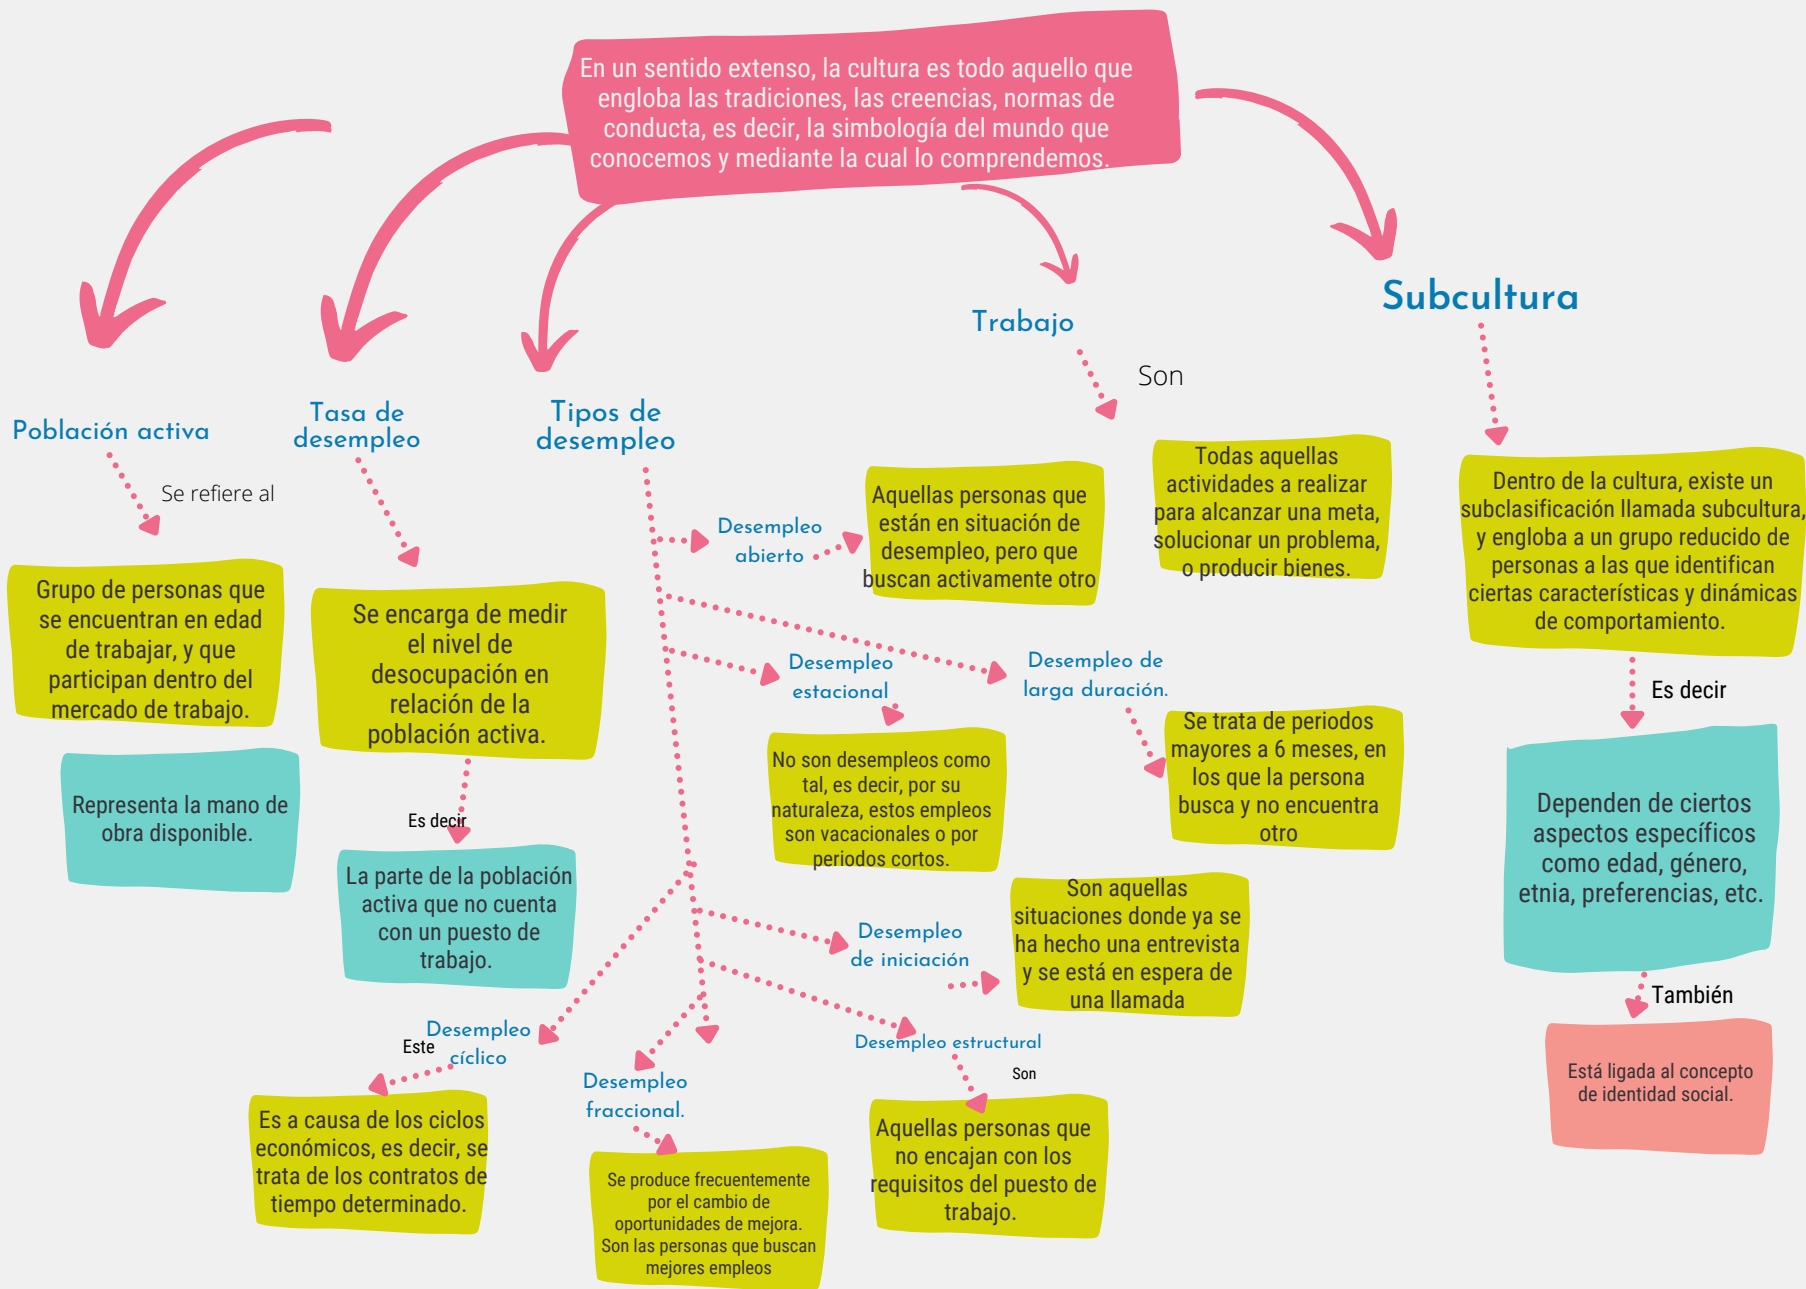 En un sentido extenso, la cultura es todo aquello que
engloba las tradiciones, las creencias, normas de
conducta, es decir, la simbología del mundo que
conocemos y mediante la cual lo comprendemos.
Población activa
Se refiere al
Grupo de personas que
se encuentran en edad
de trabajar, y que
participan dentro del
mercado de trabajo.
Representa la mano de
obra disponible.
Tasa de
desempleo
Se encarga de medir
el nivel de
desocupación en
relación de la
población activa.
Es decir
La parte de la población
activa que no cuenta
con un puesto de
trabajo.
Tipos de
desempleo
Desempleo
abierto
Aquellas personas que
están en situación de
desempleo, pero que
buscan activamente otro
Desempleo
estacional
No son desempleos como
tal, es decir, por su
naturaleza, estos empleos
son vacacionales o por
periodos cortos.
Desempleo de
larga duración.
Se trata de periodos
mayores a 6 meses, en
los que la persona
busca y no encuentra
otro
Desempleo
de iniciación
Son aquellas
situaciones donde ya se
ha hecho una entrevista
y se está en espera de
una llamada
Desempleo
cíclico
Este
Es a causa de los ciclos
económicos, es decir, se
trata de los contratos de
tiempo determinado.
Desempleo
fraccional.
Se produce frecuentemente
por el cambio de
oportunidades de mejora.
Son las personas que buscan
mejores empleos
Desempleo estructural
Son
Aquellas personas que
no encajan con los
requisitos del puesto de
trabajo.
Trabajo
Son
Todas aquellas
actividades a realizar
para alcanzar una meta,
solucionar un problema,
o producir bienes.
Subcultura
Dentro de la cultura, existe un
subclasificación llamada subcultura,
y engloba a un grupo reducido de
personas a las que identifican
ciertas características y dinámicas
de comportamiento.
Es decir
Dependen de ciertos
aspectos específicos
como edad, género,
etnia, preferencias, etc.
También
Está ligada al concepto
de identidad social.